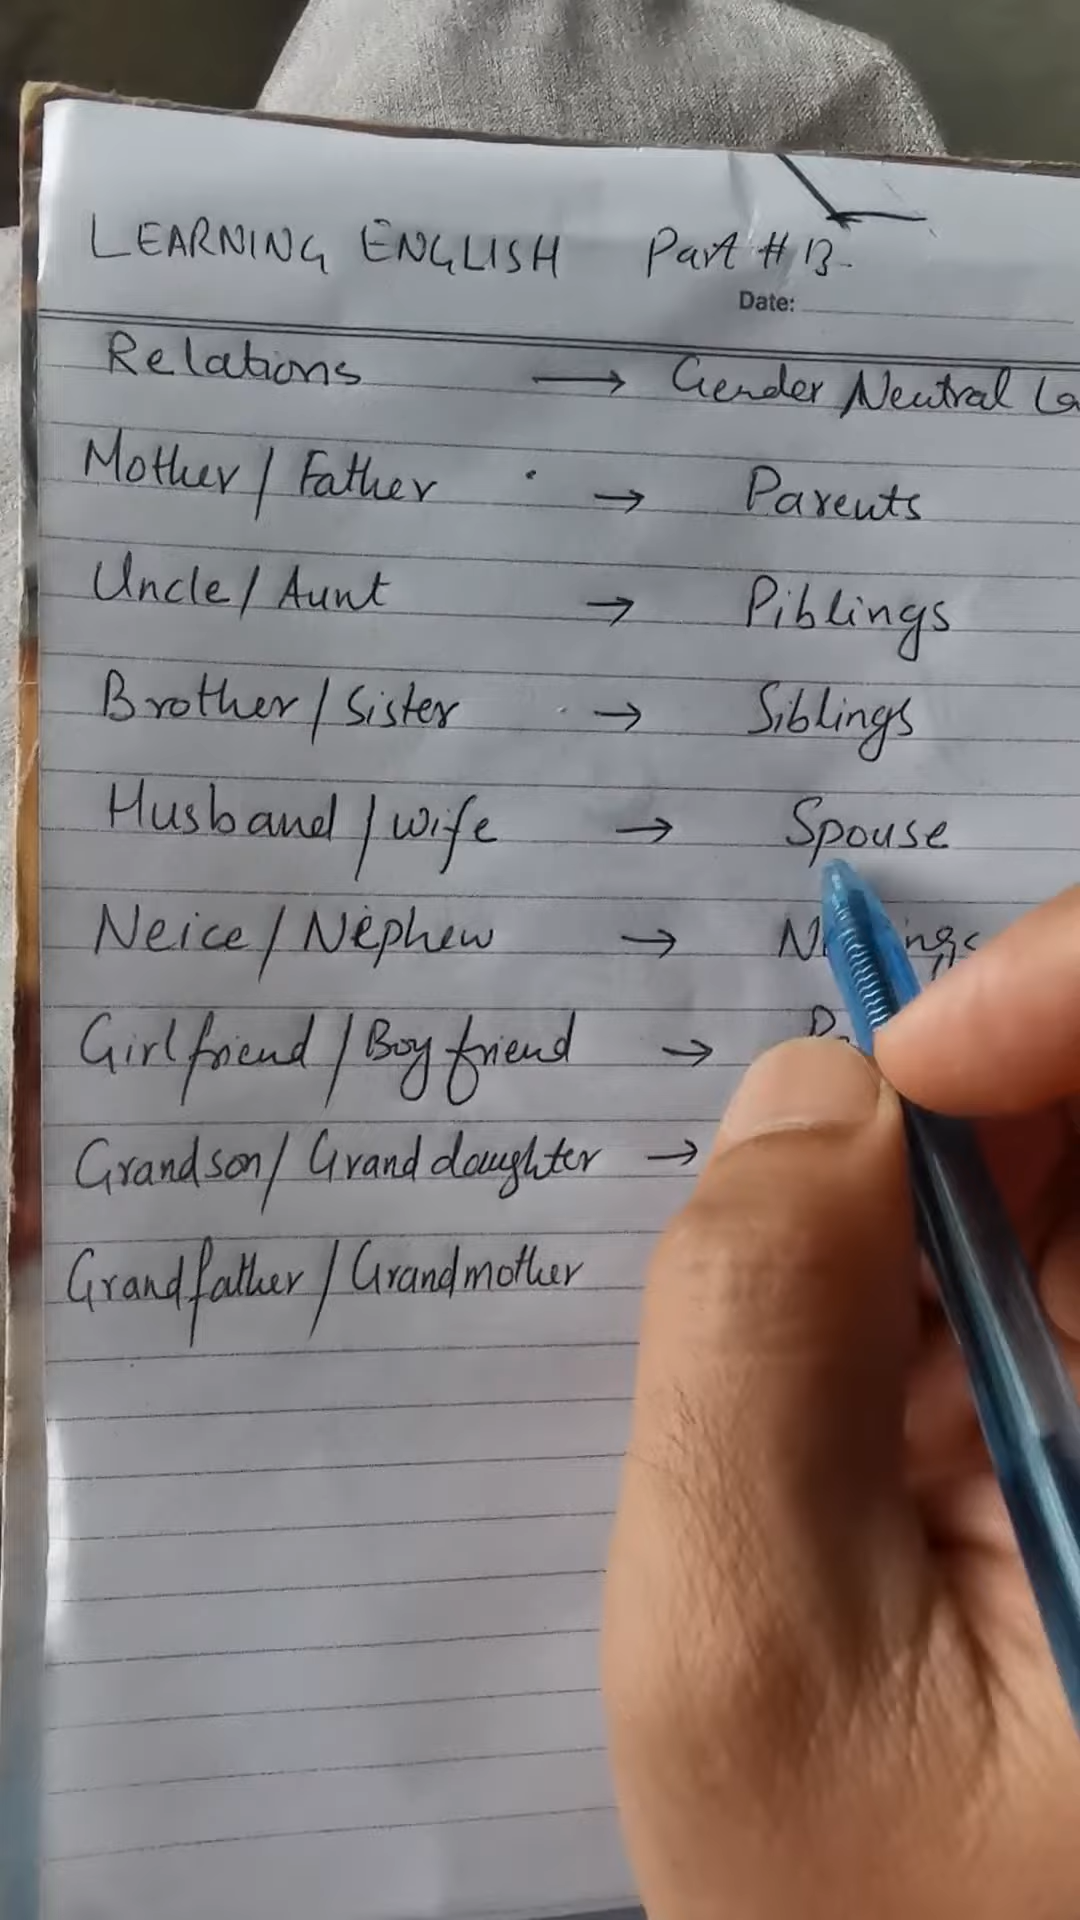 LEARNING ENGLISH Part # 13.
Date:
Relations → Gender Neutral
Mother / Father → Parents
Uncle / Aunt → Piblings
Brother / Sister → Siblings
Husband / wife → Spouse
Neice / Nephew →
Girlfriend / Boyfriend →
Grandson / Granddaughter →
Grandfather / Grandmother